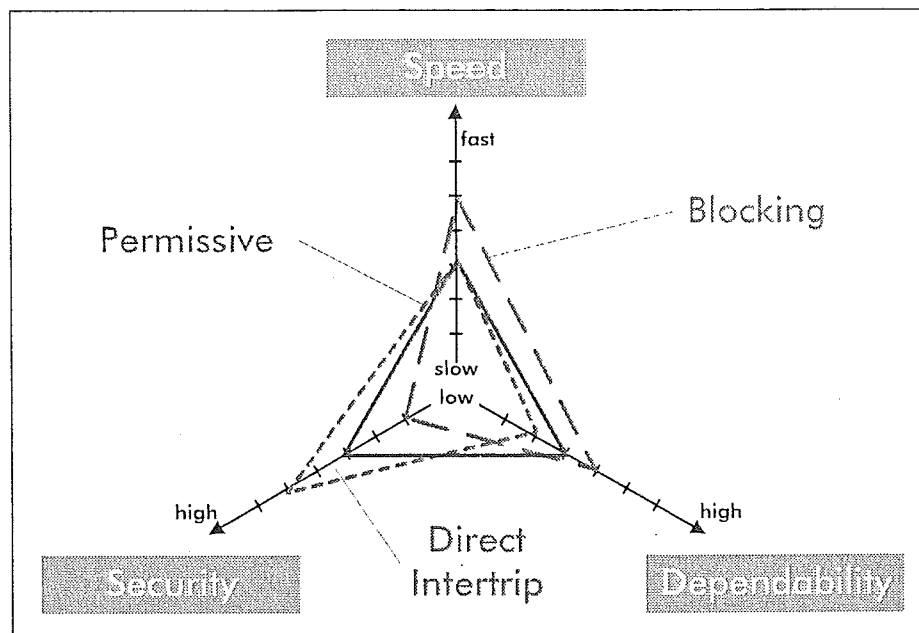 Speed
fast
Blocking
Permissive
slow
low
high
high
Direct
Intertrip
Security
Dependability